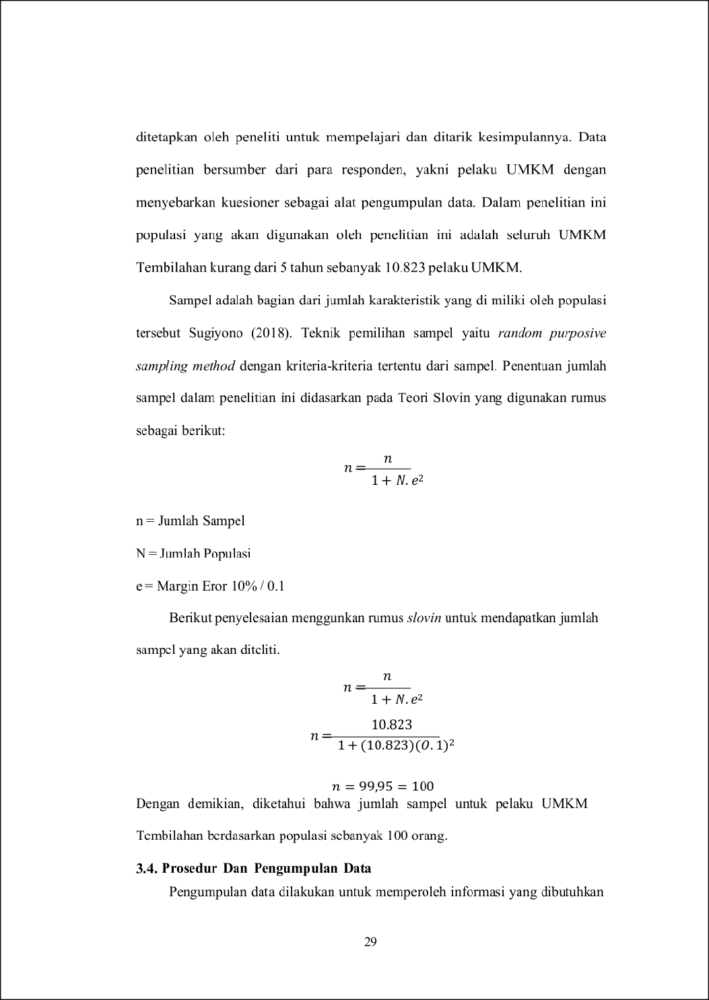 ditetapkan oleh peneliti untuk mempelajari dan ditarik kesimpulannya. Data
penelitian bersumber dari para responden, yakni pelaku UMKM dengan
menyebarkan kuesioner sebagai alat pengumpulan data. Dalam penelitian ini
populasi yang akan digunakan oleh penelitian ini adalah seluruh UMKM
Tembilahan kurang dari 5 tahun sebanyak 10.823 pelaku UMKM.
Sampel adalah bagian dari jumlah karakteristik yang di miliki oleh populasi
tersebut Sugiyono (2018). Teknik pemilihan sampel yaitu random purposive
sampling method dengan kriteria-kriteria tertentu dari sampel. Penentuan jumlah
sampel dalam penelitian ini didasarkan pada Teori Slovin yang digunakan rumus
sebagai berikut:
n
n =
1 + N. e²
n = Jumlah Sampel
N = Jumlah Populasi
e = Margin Eror 10% / 0.1
Berikut penyelesaian menggunkan rumus slovin untuk mendapatkan jumlah
sampel yang akan diteliti.
n
n =
1 + N. e²
10.823
n =
1 + (10.823)(O. 1)²
n = 99,95 = 100
Dengan demikian, diketahui bahwa jumlah sampel untuk pelaku UMKM
Tembilahan berdasarkan populasi sebanyak 100 orang.
3.4. Prosedur Dan Pengumpulan Data
Pengumpulan data dilakukan untuk memperoleh informasi yang dibutuhkan
29